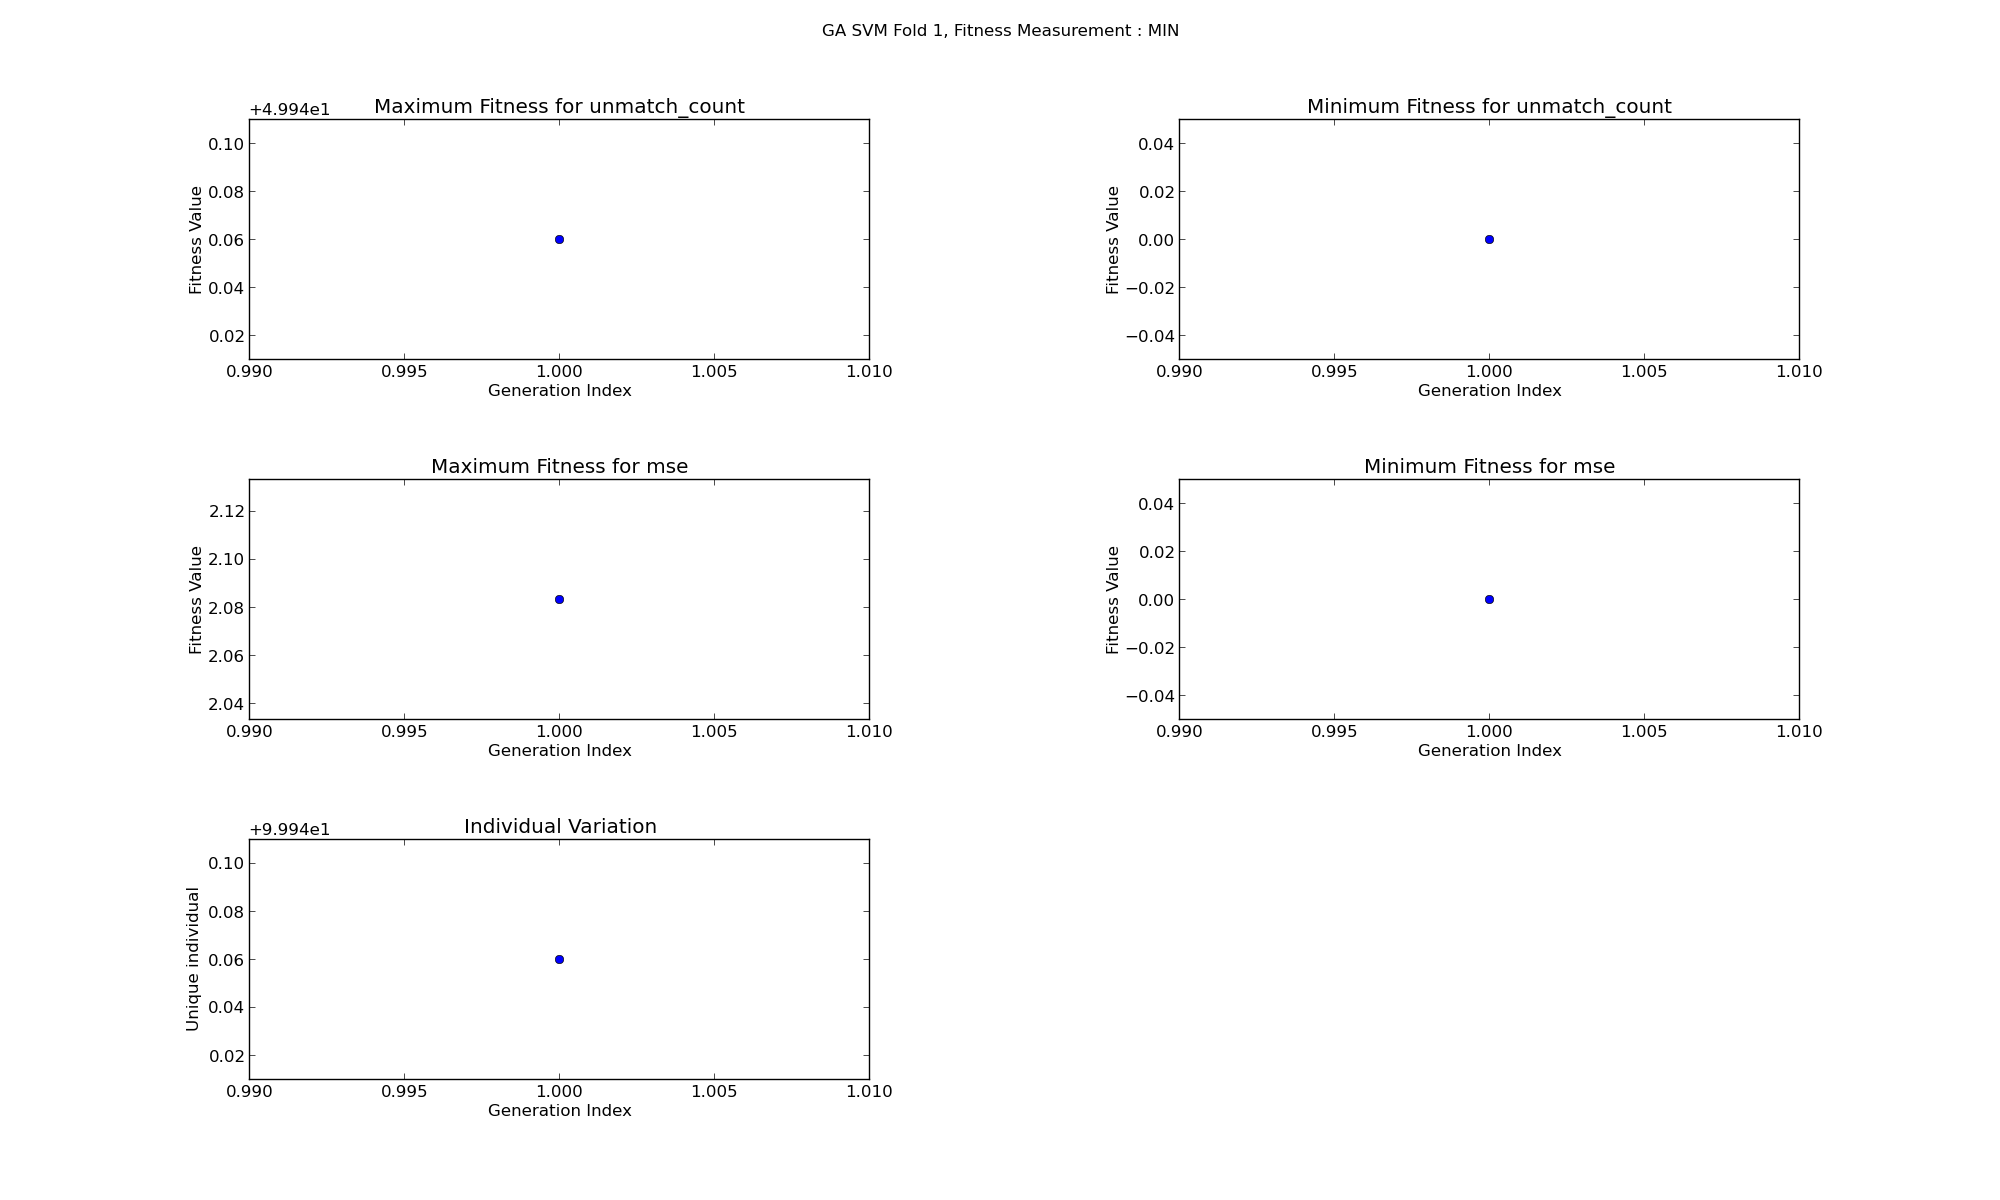 GA SVM Fold 1, Fitness Measurement : MIN
+4.994e1
Maximum Fitness for unmatch_count
0.10
0.08
0.06
0.04
0.02
Fitness Value
0.990 0.995 1.000 1.005 1.010
Generation Index
Minimum Fitness for unmatch_count
0.04
0.02
0.00
−0.02
−0.04
Fitness Value
0.990 0.995 1.000 1.005 1.010
Generation Index
Maximum Fitness for mse
2.12
2.10
2.08
2.06
2.04
Fitness Value
0.990 0.995 1.000 1.005 1.010
Generation Index
Minimum Fitness for mse
0.04
0.02
0.00
−0.02
−0.04
Fitness Value
0.990 0.995 1.000 1.005 1.010
Generation Index
+9.994e1
Individual Variation
0.10
0.08
0.06
0.04
0.02
Unique individual
0.990 0.995 1.000 1.005 1.010
Generation Index